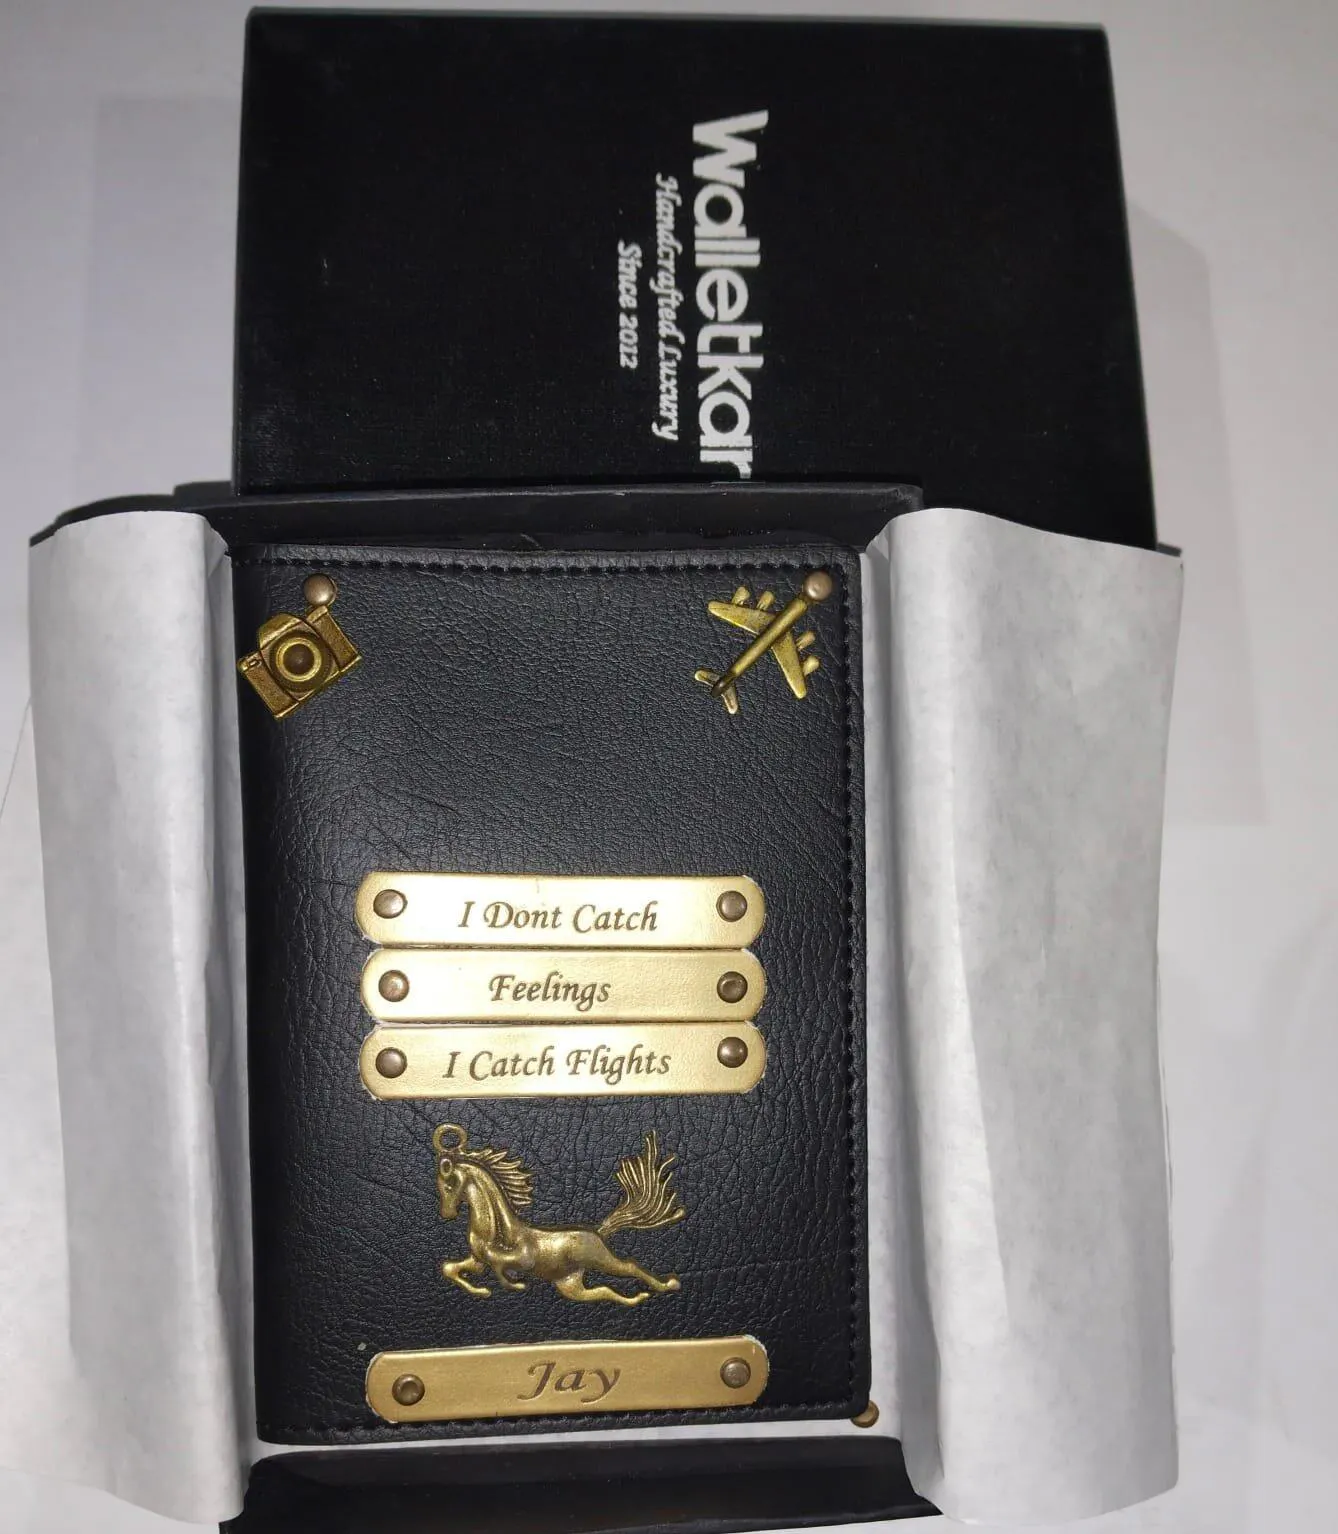 Walletkar
Handcrafted Luxury
Since 2012
I Dont Catch
Feelings
I Catch Flights
Jay